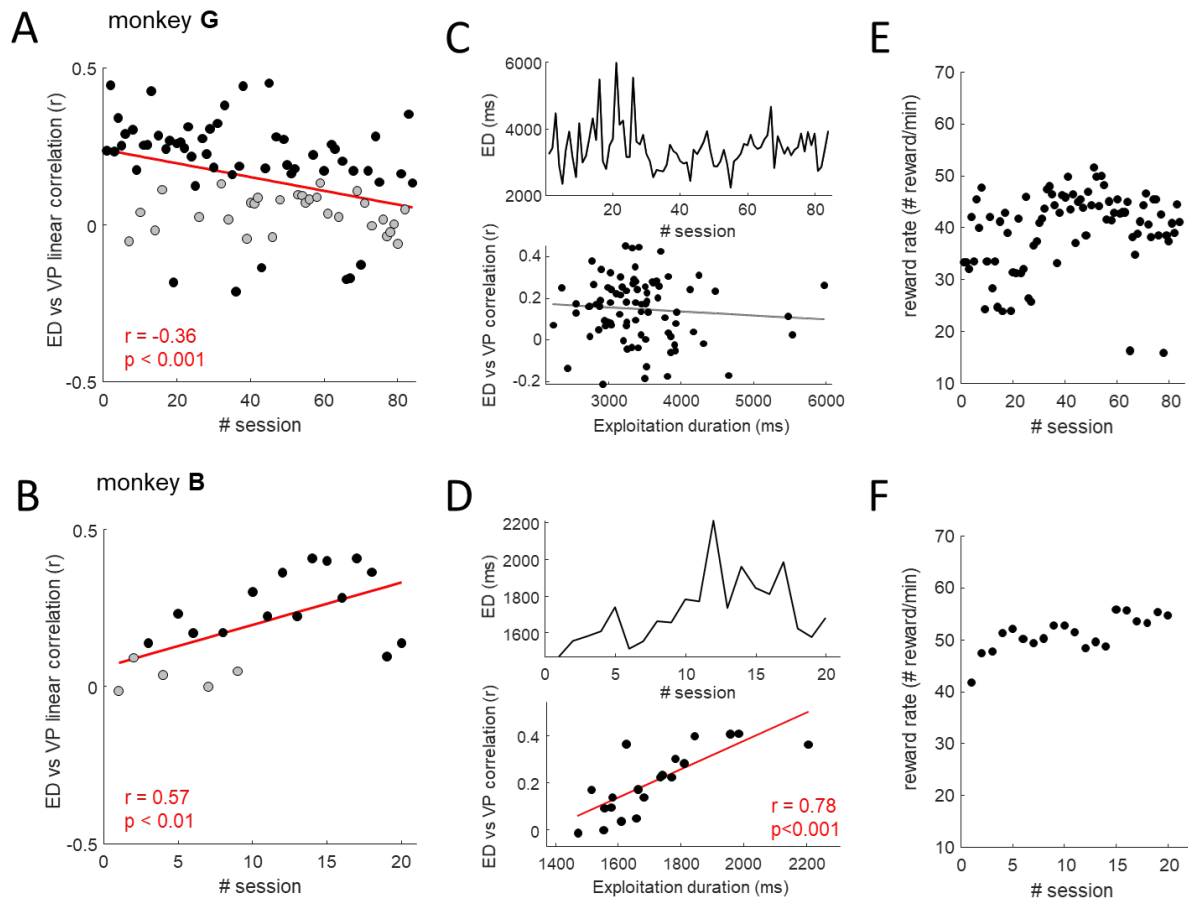 A
monkey G
ED vs VP linear correlation (r)
0.5
0
-0.5
r = -0.36
p < 0.001
0 20 40 60 80
# session
C
ED (ms)
6000
4000
2000
20 40 60 80
# session
ED vs VP correlation (r)
0.4
0.2
0
-0.2
3000 4000 5000 6000
Exploitation duration (ms)
E
reward rate (# reward/min)
70
60
50
40
30
20
10
0 20 40 60 80
# session
B
monkey B
ED vs VP linear correlation (r)
0.5
0
-0.5
r = 0.57
p < 0.01
0 5 10 15 20
# session
D
ED (ms)
2200
2000
1800
1600
0 5 10 15 20
# session
ED vs VP correlation (r)
0.4
0.2
0
r = 0.78
p<0.001
1400 1600 1800 2000 2200
Exploitation duration (ms)
F
reward rate (# reward/min)
70
60
50
40
30
20
10
0 5 10 15 20
# session